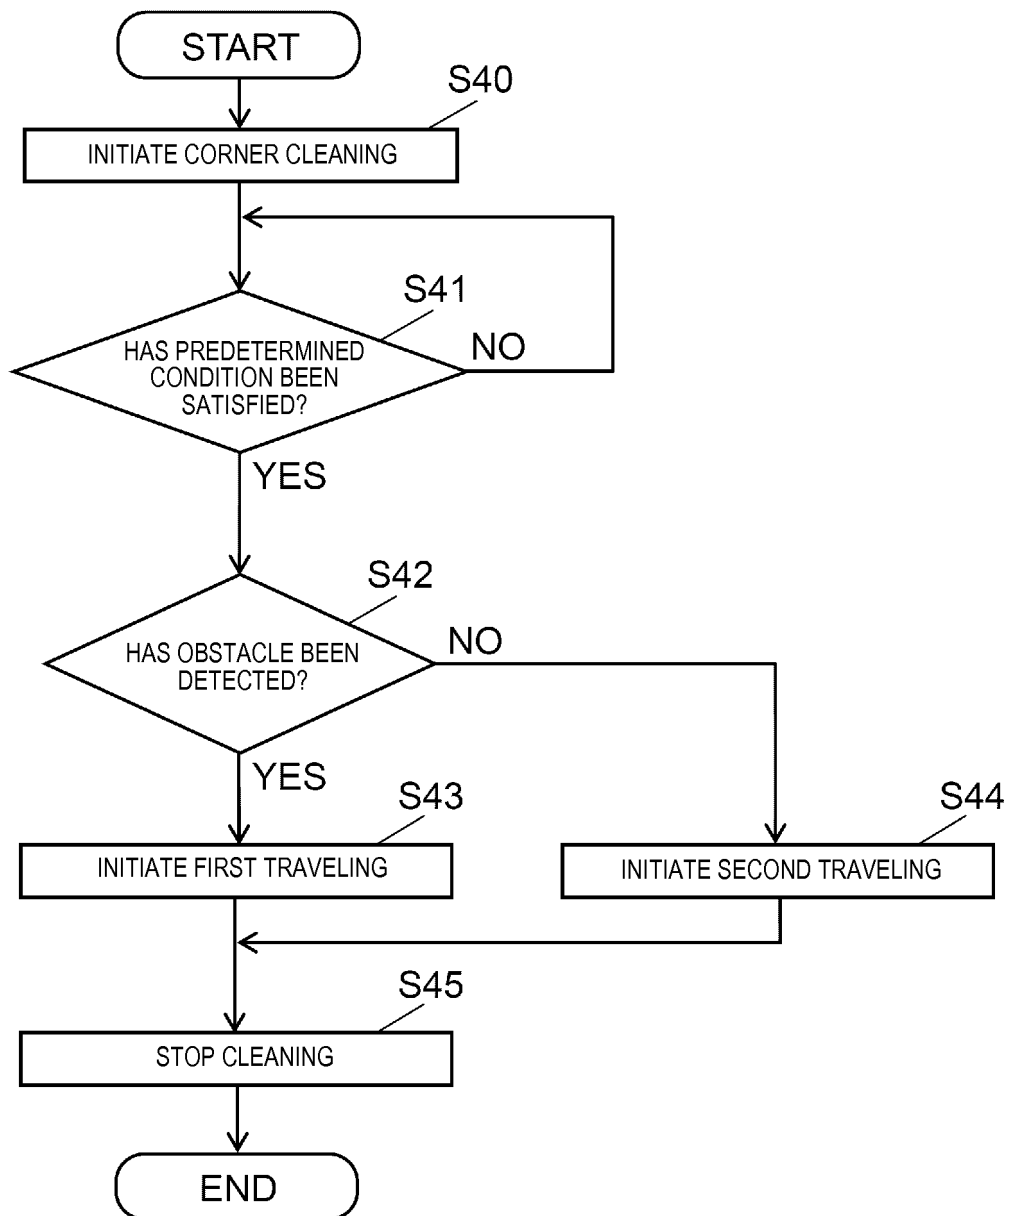 START
S40
INITIATE CORNER CLEANING
S41
HAS PREDETERMINED
CONDITION BEEN
SATISFIED?
NO
YES
S42
HAS OBSTACLE BEEN
DETECTED?
NO
YES
S43
INITIATE FIRST TRAVELING
S44
INITIATE SECOND TRAVELING
S45
STOP CLEANING
END